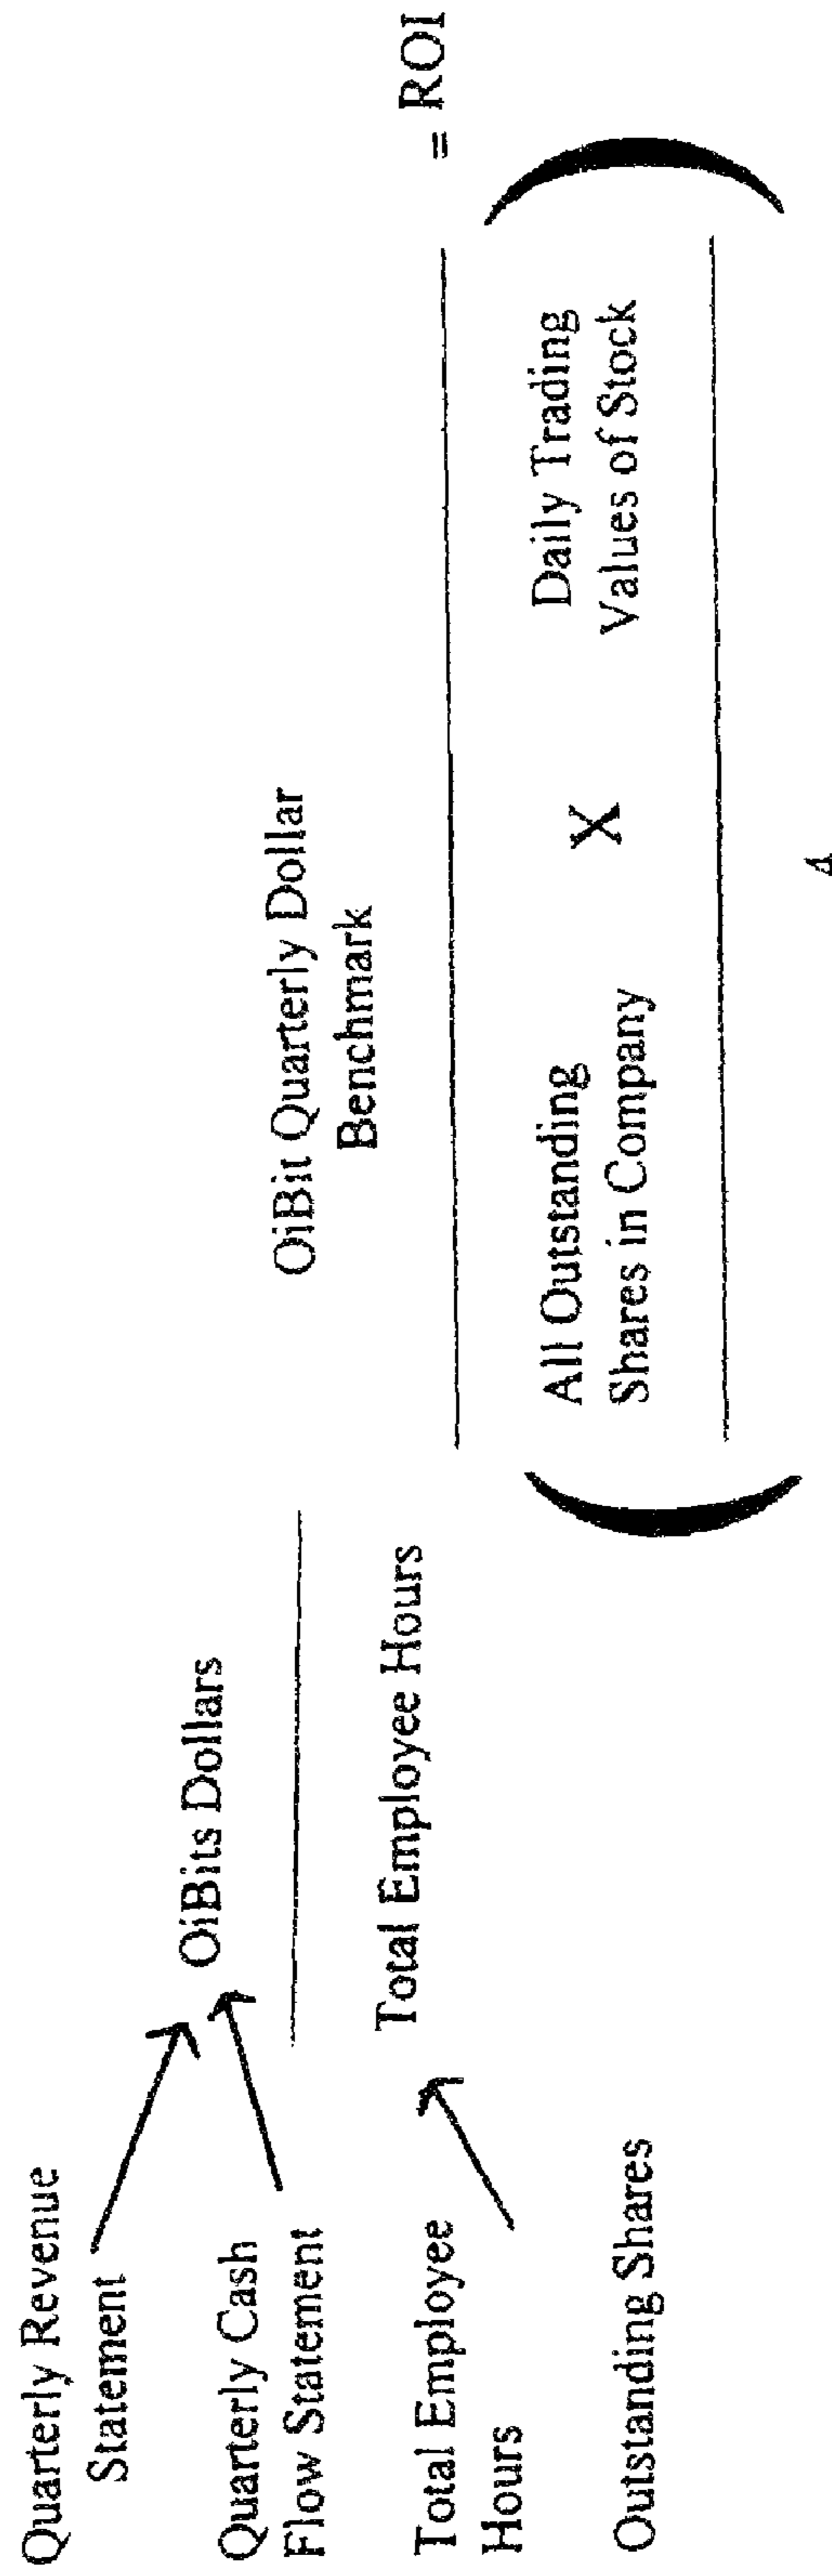 Quarterly Revenue
Statement
Quarterly Cash
Flow Statement
Total Employee
Hours
Outstanding Shares
OiBits Dollars
Total Employee Hours
OiBit Quarterly Dollar
Benchmark
All Outstanding
Shares in Company
X
Daily Trading
Values of Stock
4
= ROI